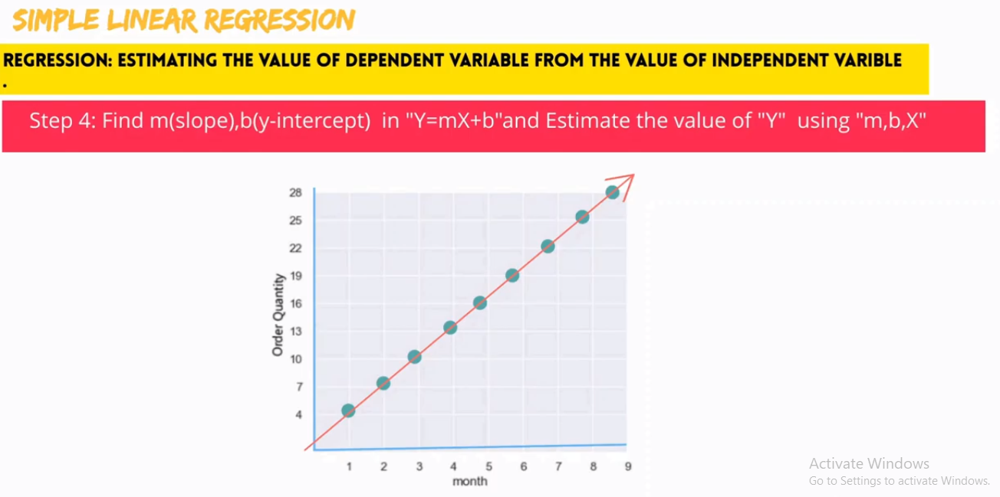 SIMPLE LINEAR REGRESSION
REGRESSION: ESTIMATING THE VALUE OF DEPENDENT VARIABLE FROM THE VALUE OF INDEPENDENT VARIBLE
.
Step 4: Find m(slope),b(y-intercept) in "Y=mX+b"and Estimate the value of "Y" using "m,b,X"
28
25
22
19
16
13
10
7
4
Order Quantity
1 2 3 4 5 6 7 8 9
month
Activate Windows
Go to Settings to activate Windows.